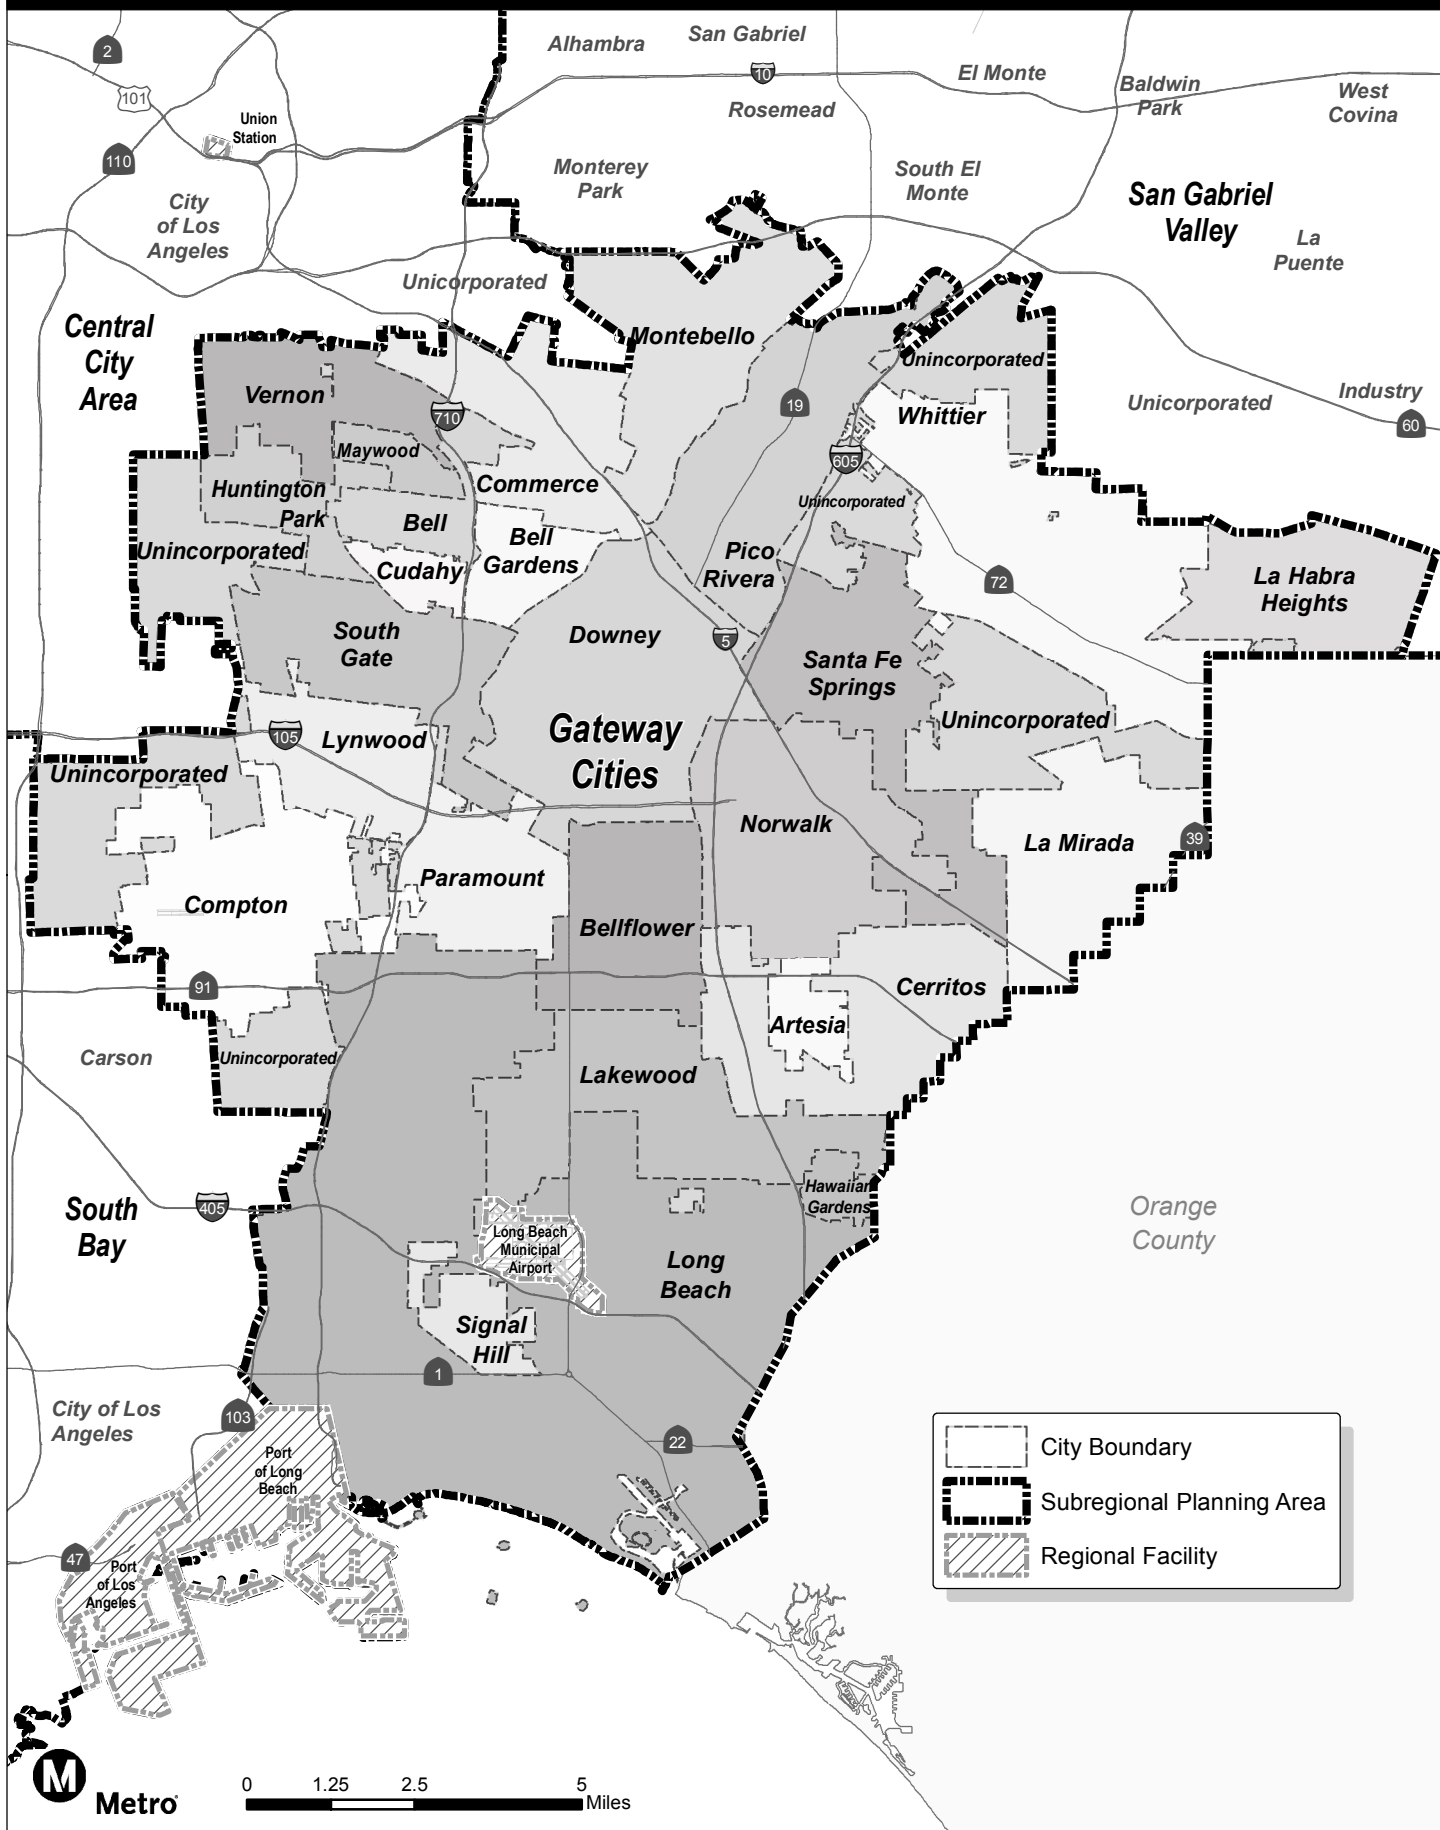 2
101
110
Union
Station
Alhambra
San Gabriel
10
El Monte
Rosemead
Baldwin
Park
West
Covina
City
of Los
Angeles
Monterey
Park
South El
Monte
San Gabriel
Valley
La
Puente
Unicorporated
Central
City
Area
Montebello
Unincorporated
Industry
Unicorporated
60
Vernon
710
19
Whittier
Maywood
605
Huntington
Park
Commerce
Unincorporated
Bell
Bell
Gardens
Pico
Rivera
Unincorporated
Cudahy
72
La Habra
Heights
South
Gate
Downey
5
Santa Fe
Springs
Unincorporated
Gateway
Cities
105
Lynwood
Unincorporated
Norwalk
La Mirada
39
Paramount
Compton
Bellflower
91
Cerritos
Artesia
Carson
Unincorporated
Lakewood
Hawaiian
Gardens
405
South
Bay
Orange
County
Long Beach
Municipal
Airport
Long
Beach
Signal
Hill
1
City of Los
Angeles
103
22
Port
of Long
Beach
47
Port
of Los
Angeles
City Boundary
Subregional Planning Area
Regional Facility
M
Metro
0 1.25 2.5 5
Miles